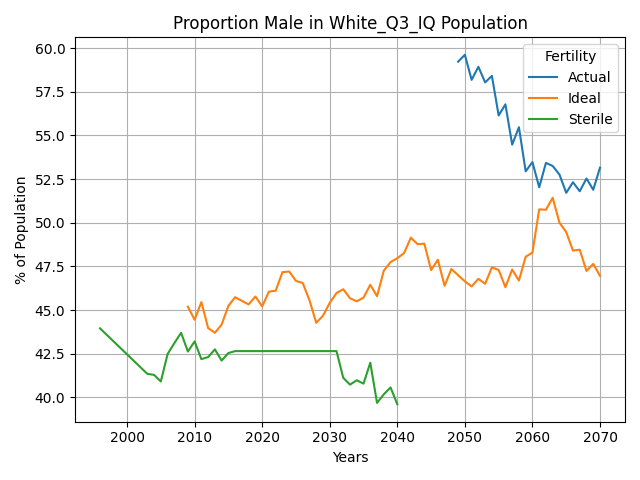 Proportion Male in White_Q3_IQ Population
Fertility
Actual
Ideal
Sterile
% of Population
60.0
57.5
55.0
52.5
50.0
47.5
45.0
42.5
40.0
2000 2010 2020 2030 2040 2050 2060 2070
Years